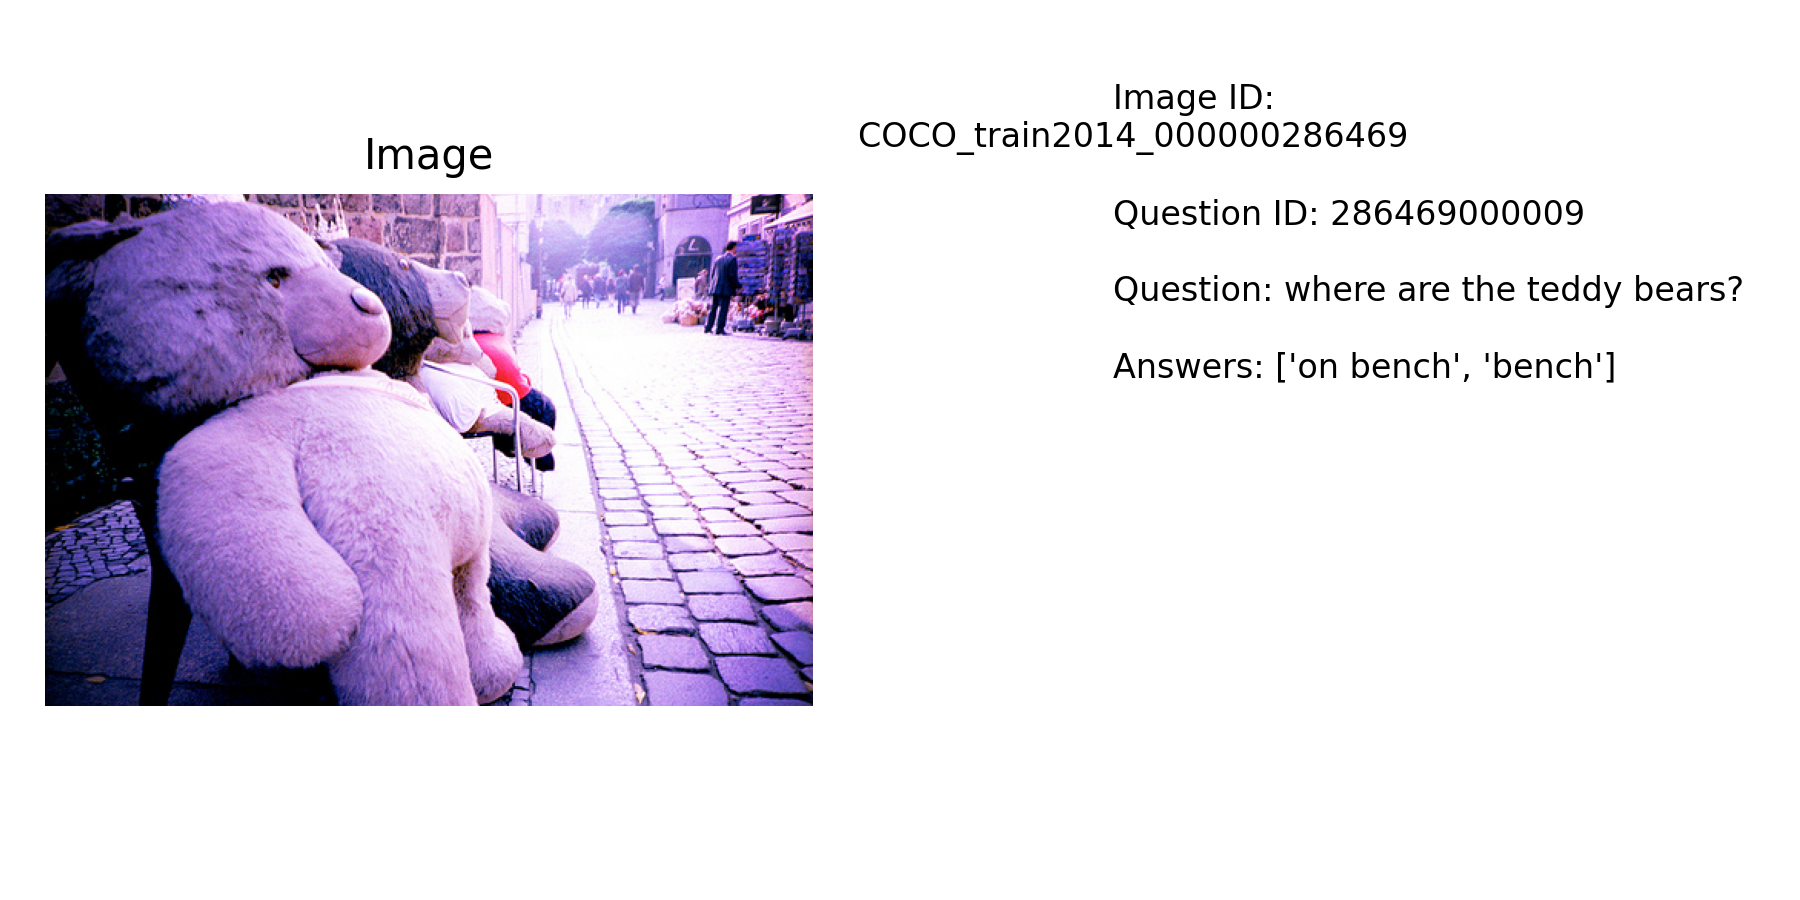 Image
Image ID:
COCO_train2014_000000286469
Question ID: 286469000009
Question: where are the teddy bears?
Answers: ['on bench', 'bench']